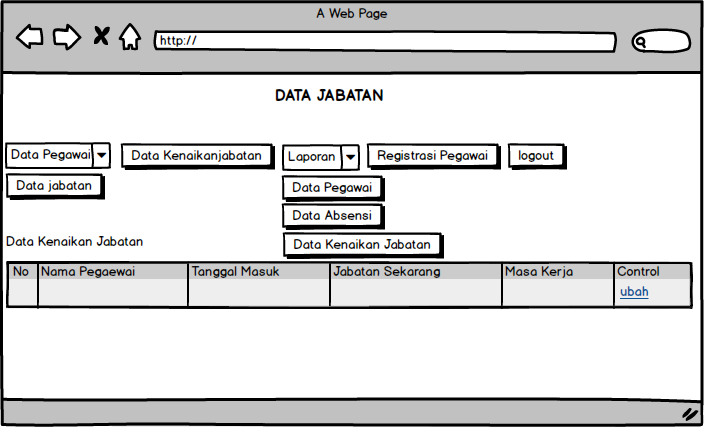 A Web Page
http://
DATA JABATAN
Data Pegawai
Data Kenaikanjabatan
Laporan
Registrasi Pegawai
logout
Data jabatan
Data Pegawai
Data Absensi
Data Kenaikan Jabatan
Data Kenaikan Jabatan
No Nama Pegaewai Tanggal Masuk Jabatan Sekarang Masa Kerja Control
ubah